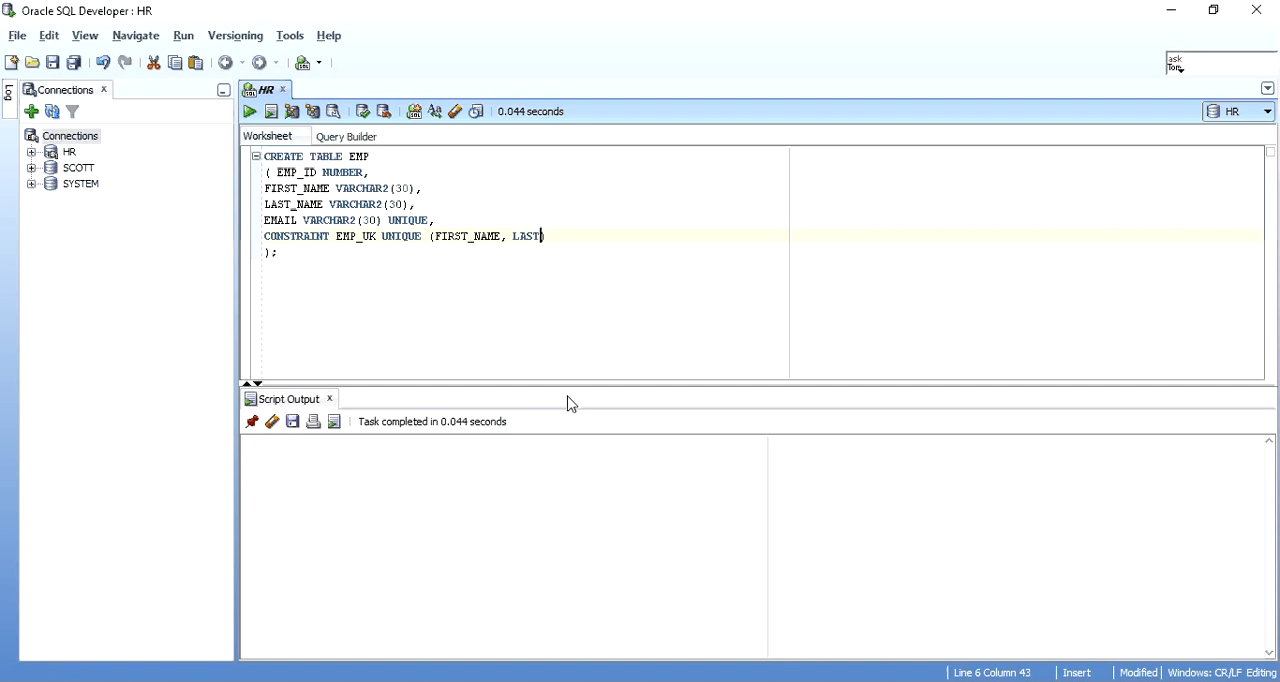 Oracle SQL Developer : HR
File Edit View Navigate Run Versioning Tools Help
ask
Tom
Log
Connections x
HR x
0.044 seconds
HR
Connections
HR
SCOTT
SYSTEM
Worksheet Query Builder
CREATE TABLE EMP
( EMP_ID NUMBER,
FIRST_NAME VARCHAR2(30),
LAST_NAME VARCHAR2(30),
EMAIL VARCHAR2(30) UNIQUE,
CONSTRAINT EMP_UK UNIQUE (FIRST_NAME, LAST)
);
Script Output x
Task completed in 0.044 seconds
Line 6 Column 43 Insert Modified Windows: CR/LF Editing